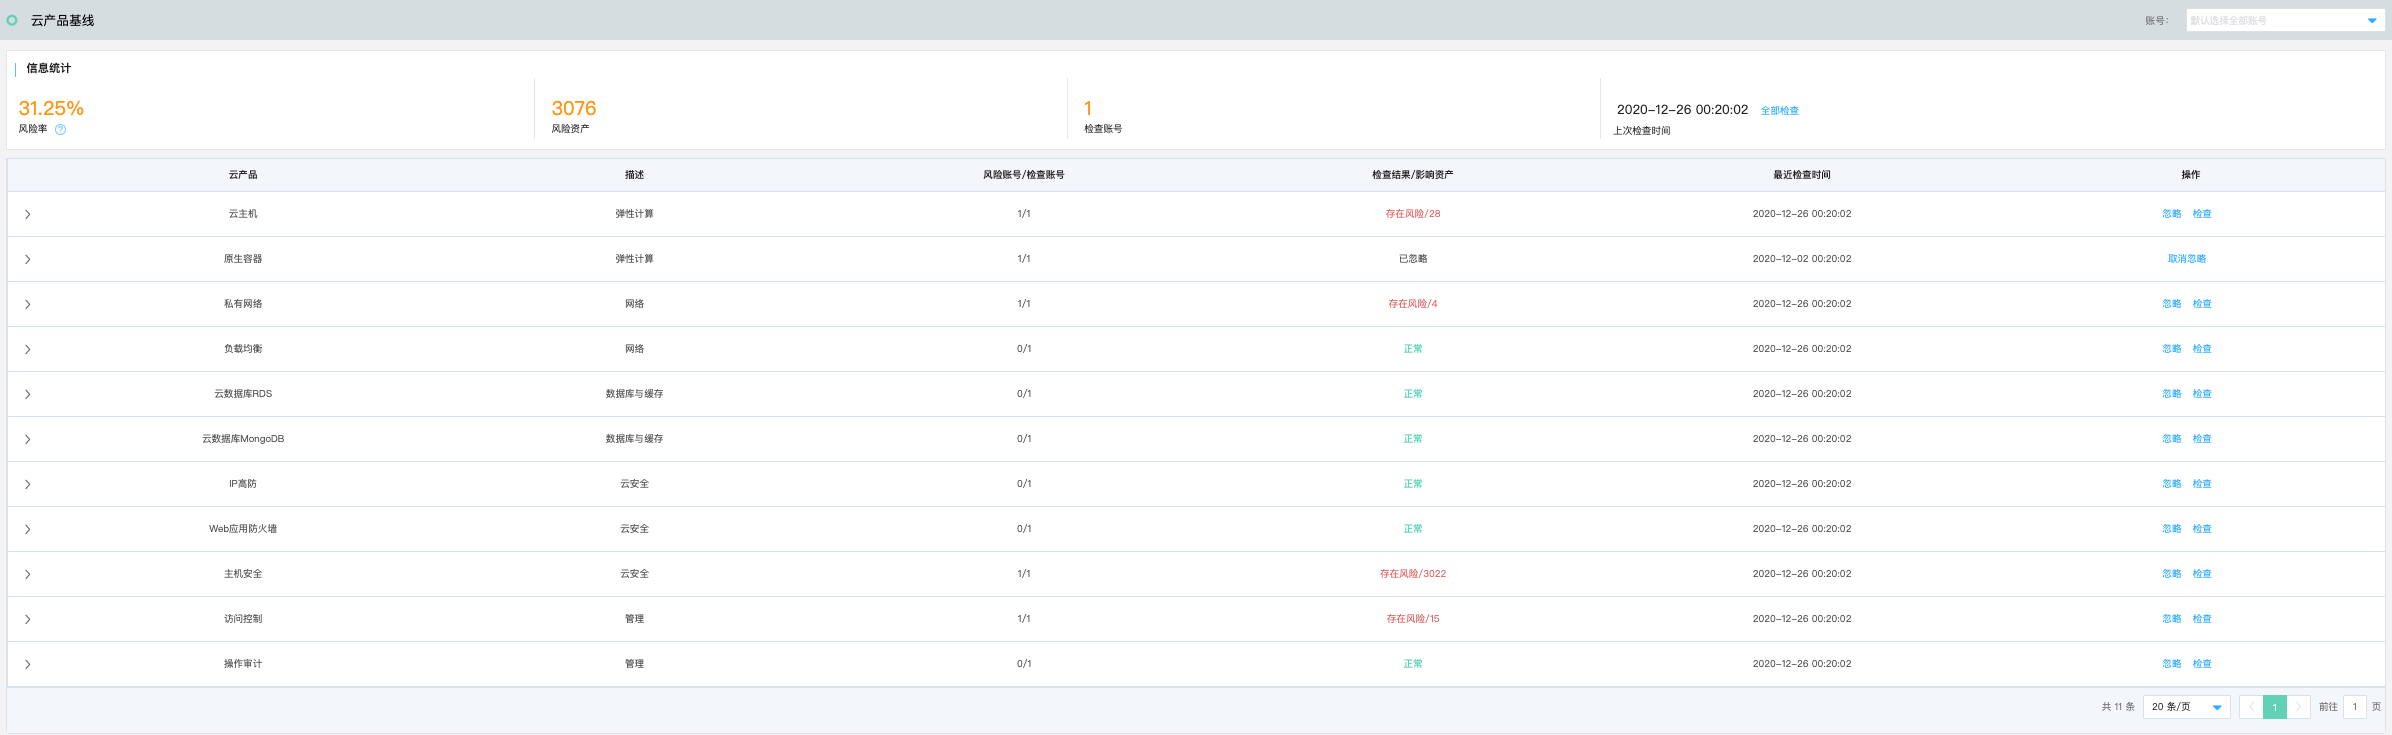 云产品基线
账号：
默认选择全部账号
信息统计
31.25%
风险率
3076
风险资产
1
检查账号
2020-12-26 00:20:02 全部检查
上次检查时间
云产品 描述 风险账号/检查账号 检查结果/影响资产 最近检查时间 操作
云主机 弹性计算 1/1 存在风险/28 2020-12-26 00:20:02 忽略 检查
原生容器 弹性计算 1/1 已忽略 2020-12-02 00:20:02 取消忽略
私有网络 网络 1/1 存在风险/4 2020-12-26 00:20:02 忽略 检查
负载均衡 网络 0/1 正常 2020-12-26 00:20:02 忽略 检查
云数据库RDS 数据库与缓存 0/1 正常 2020-12-26 00:20:02 忽略 检查
云数据库MongoDB 数据库与缓存 0/1 正常 2020-12-26 00:20:02 忽略 检查
IP高防 云安全 0/1 正常 2020-12-26 00:20:02 忽略 检查
Web应用防火墙 云安全 0/1 正常 2020-12-26 00:20:02 忽略 检查
主机安全 云安全 1/1 存在风险/3022 2020-12-26 00:20:02 忽略 检查
访问控制 管理 1/1 存在风险/15 2020-12-26 00:20:02 忽略 检查
操作审计 管理 0/1 正常 2020-12-26 00:20:02 忽略 检查
共 11 条 20 条/页 1 前往 1 页